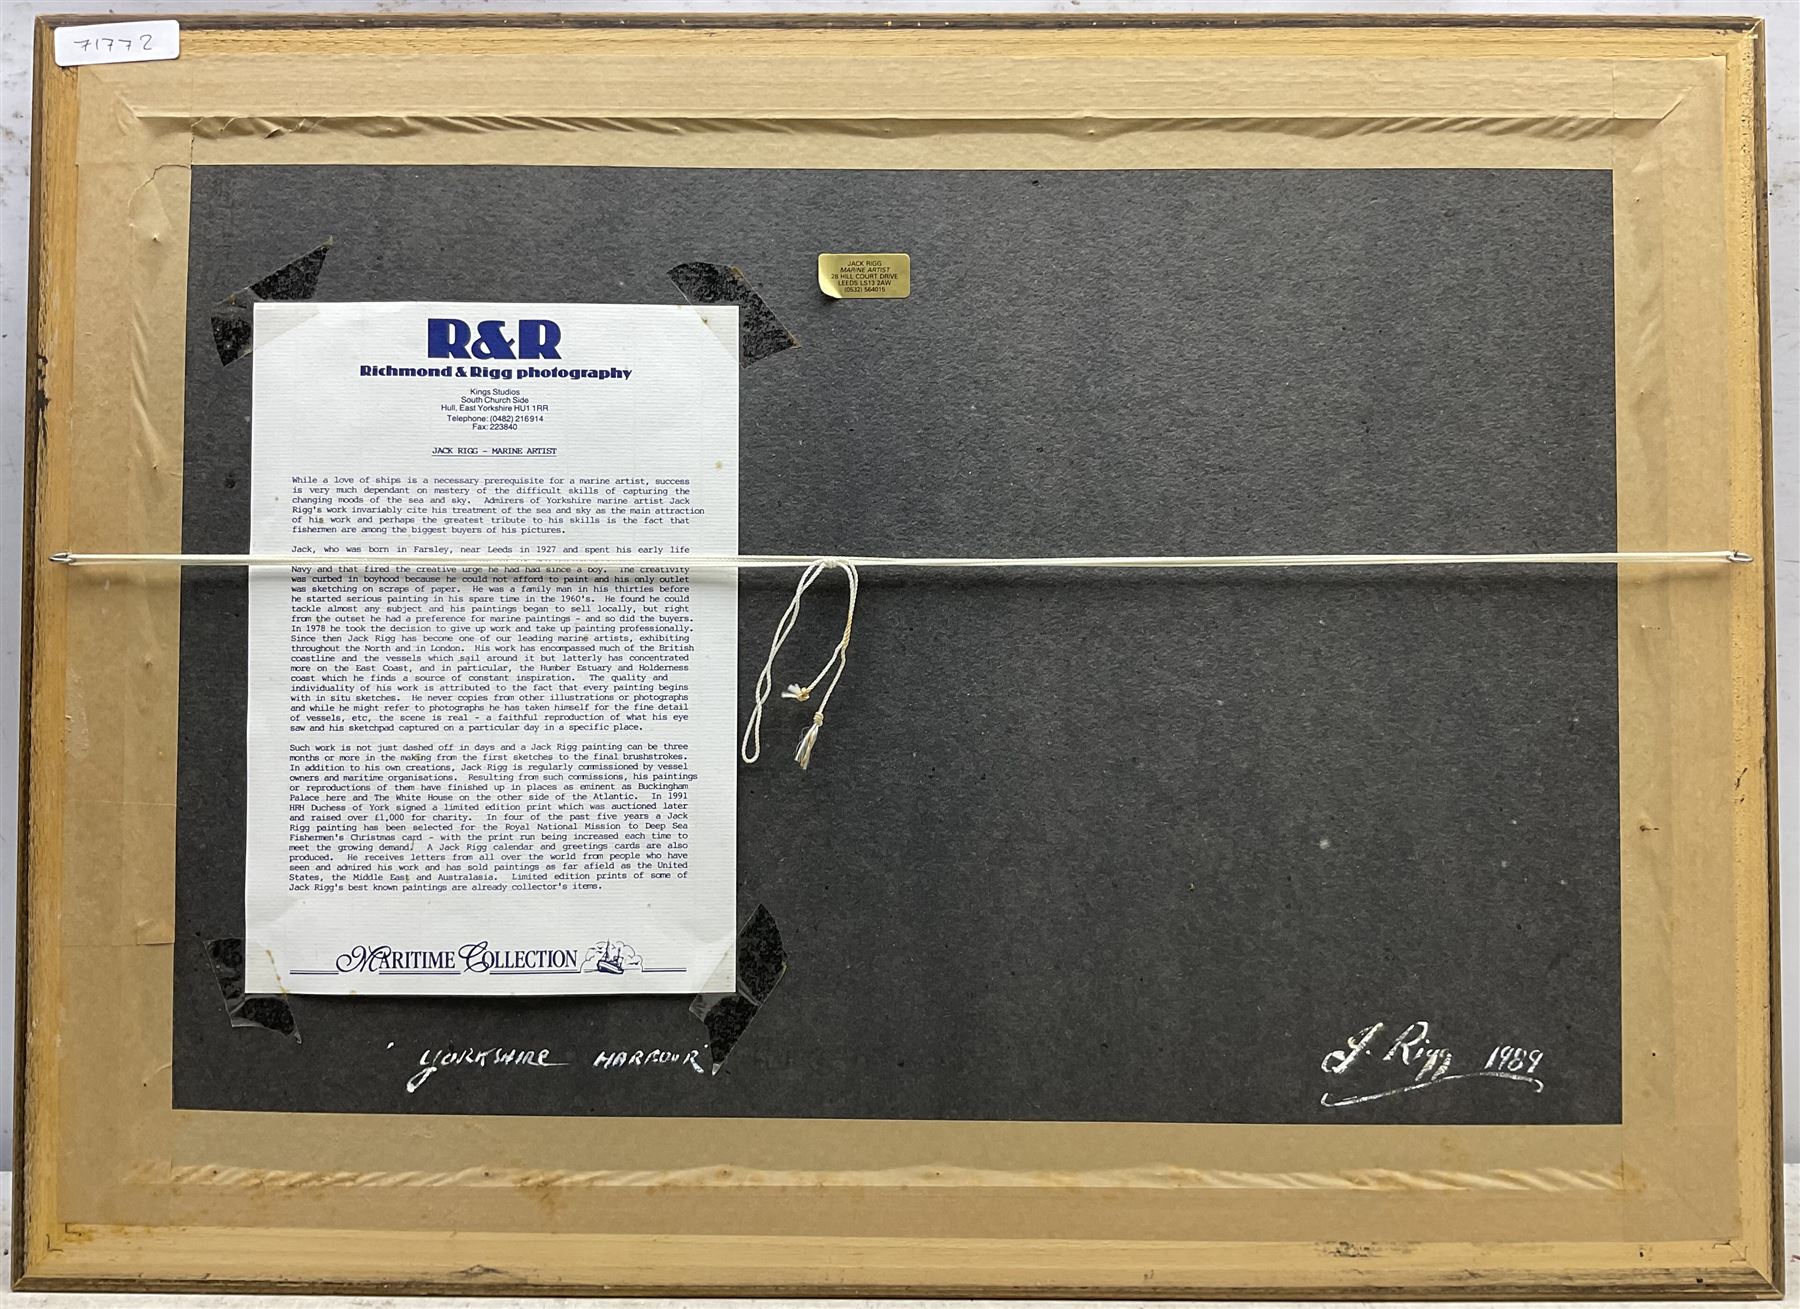 71772
JACK RIGG
MARINE ARTIST
28 HILL COURT DRIVE
LEEDS LS13 2AW
(0532) 564015
R&R
Richmond & Rigg photography
Kings Studios
South Church Side
Hull, East Yorkshire HU1 1RR
Telephone: (0482) 216914
Fax: 223840
JACK RIGG - MARINE ARTIST
While a love of ships is a necessary prerequisite for a marine artist, success
is very much dependant on mastery of the difficult skills of capturing the
changing moods of the sea and sky. Admirers of Yorkshire marine artist Jack
Rigg's work invariably cite his treatment of the sea and sky as the main attraction
of his work and perhaps the greatest tribute to his skills is the fact that
fishermen are among the biggest buyers of his pictures.
Jack, who was born in Farsley, near Leeds in 1927 and spent his early life
Navy and that fired the creative urge he had had since a boy. The creativity
was curbed in boyhood because he could not afford to paint and his only outlet
was sketching on scraps of paper. He was a family man in his thirties before
he started serious painting in his spare time in the 1960's. He found he could
tackle almost any subject and his paintings began to sell locally, but right
from the outset he had a preference for marine paintings - and so did the buyers.
In 1978 he took the decision to give up work and take up painting professionally.
Since then Jack Rigg has become one of our leading marine artists, exhibiting
throughout the North and in London. His work has encompassed much of the British
coastline and the vessels which sail around it but latterly has concentrated
more on the East Coast, and in particular, the Humber Estuary and Holderness
coast which he finds a source of constant inspiration. The quality and
individuality of his work is attributed to the fact that every painting begins
with in situ sketches. He never copies from other illustrations or photographs
and while he might refer to photographs he has taken himself for the fine detail
of vessels, etc, the scene is real - a faithful reproduction of what his eye
saw and his sketchpad captured on a particular day in a specific place.
Such work is not just dashed off in days and a Jack Rigg painting can be three
months or more in the making from the first sketches to the final brushstrokes.
In addition to his own creations, Jack Rigg is regularly commissioned by vessel
owners and maritime organisations. Resulting from such commissions, his paintings
or reproductions of them have finished up in places as eminent as Buckingham
Palace here and The White House on the other side of the Atlantic. In 1991
HRH Duchess of York signed a limited edition print which was auctioned later
and raised over £1,000 for charity. In four of the past five years a Jack
Rigg painting has been selected for the Royal National Mission to Deep Sea
Fishermen's Christmas card - with the print run being increased each time to
meet the growing demand. A Jack Rigg calendar and greetings cards are also
produced. He receives letters from all over the world from people who have
seen and admired his work and has sold paintings as far afield as the United
States, the Middle East and Australasia. Limited edition prints of some of
Jack Rigg's best known paintings are already collector's items.
MARITIME COLLECTION
'YORKSHIRE HARBOUR'
J. Rigg 1989